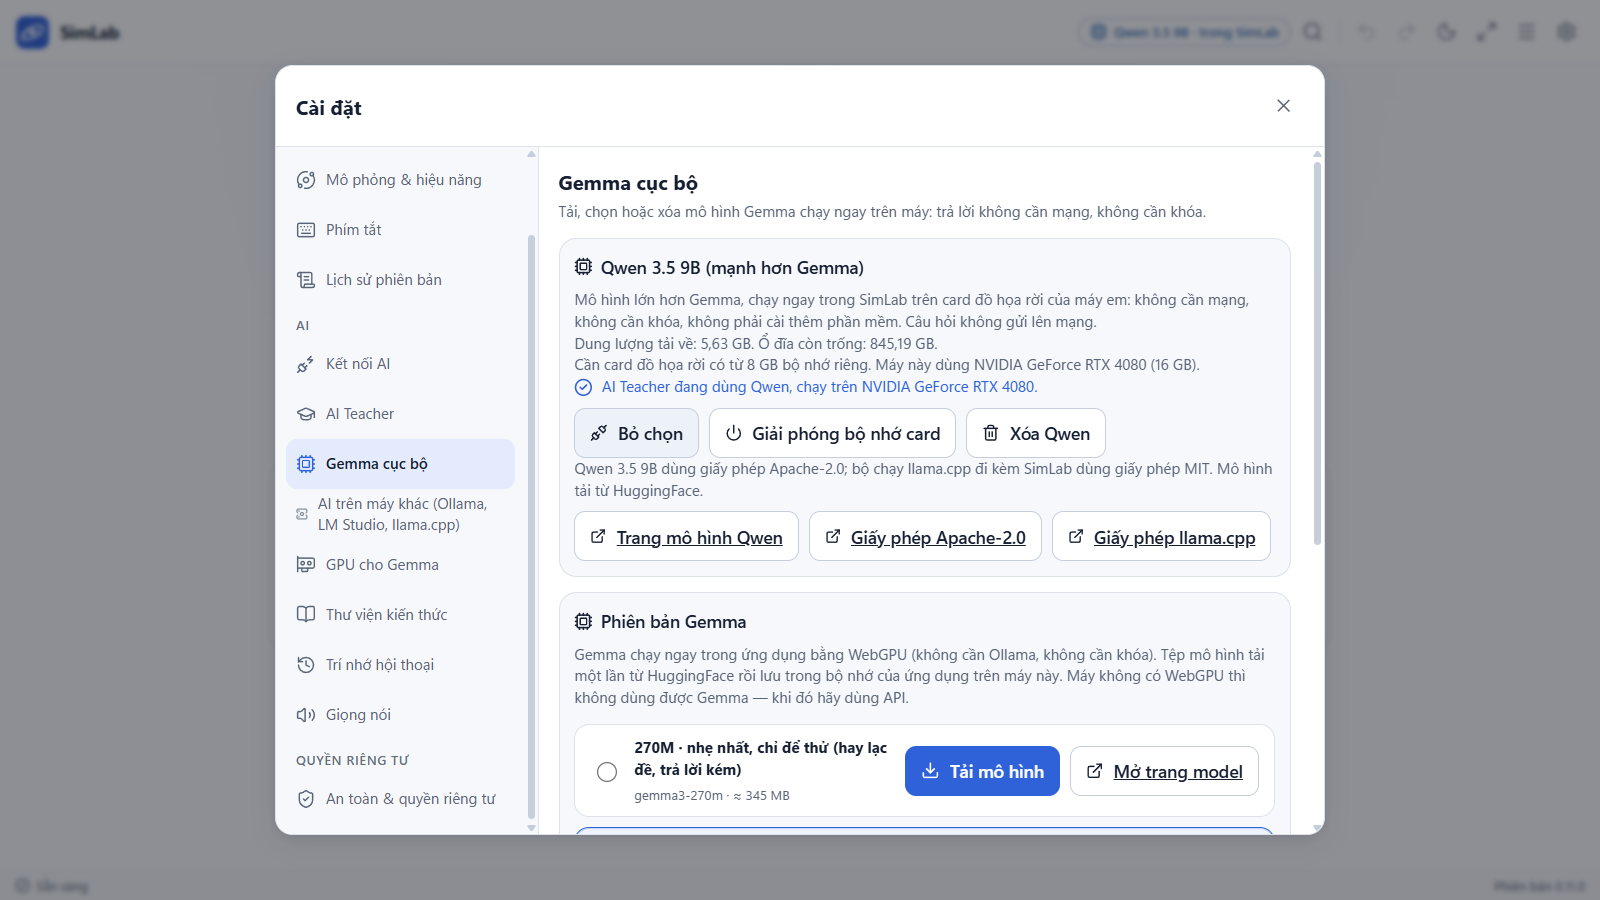 SimLab
Qwen 3.5 9B · trong SimLab
Cài đặt
Mô phỏng & hiệu năng
Phím tắt
Lịch sử phiên bản
AI
Kết nối AI
AI Teacher
Gemma cục bộ
AI trên máy khác (Ollama,
LM Studio, llama.cpp)
GPU cho Gemma
Thư viện kiến thức
Trí nhớ hội thoại
Giọng nói
QUYỀN RIÊNG TƯ
An toàn & quyền riêng tư
Gemma cục bộ
Tải, chọn hoặc xóa mô hình Gemma chạy ngay trên máy: trả lời không cần mạng, không cần khóa.
Qwen 3.5 9B (mạnh hơn Gemma)
Mô hình lớn hơn Gemma, chạy ngay trong SimLab trên card đồ họa rời của máy em: không cần mạng,
không cần khóa, không phải cài thêm phần mềm. Câu hỏi không gửi lên mạng.
Dung lượng tải về: 5,63 GB. Ổ đĩa còn trống: 845,19 GB.
Cần card đồ họa rời có từ 8 GB bộ nhớ riêng. Máy này dùng NVIDIA GeForce RTX 4080 (16 GB).
AI Teacher đang dùng Qwen, chạy trên NVIDIA GeForce RTX 4080.
Bỏ chọn
Giải phóng bộ nhớ card
Xóa Qwen
Qwen 3.5 9B dùng giấy phép Apache-2.0; bộ chạy llama.cpp đi kèm SimLab dùng giấy phép MIT. Mô hình
tải từ HuggingFace.
Trang mô hình Qwen
Giấy phép Apache-2.0
Giấy phép llama.cpp
Phiên bản Gemma
Gemma chạy ngay trong ứng dụng bằng WebGPU (không cần Ollama, không cần khóa). Tệp mô hình tải
một lần từ HuggingFace rồi lưu trong bộ nhớ của ứng dụng trên máy này. Máy không có WebGPU thì
không dùng được Gemma — khi đó hãy dùng API.
270M · nhẹ nhất, chỉ để thử (hay lạc
đề, trả lời kém)
gemma3-270m · ≈ 345 MB
Tải mô hình
Mở trang model
Sẵn sàng